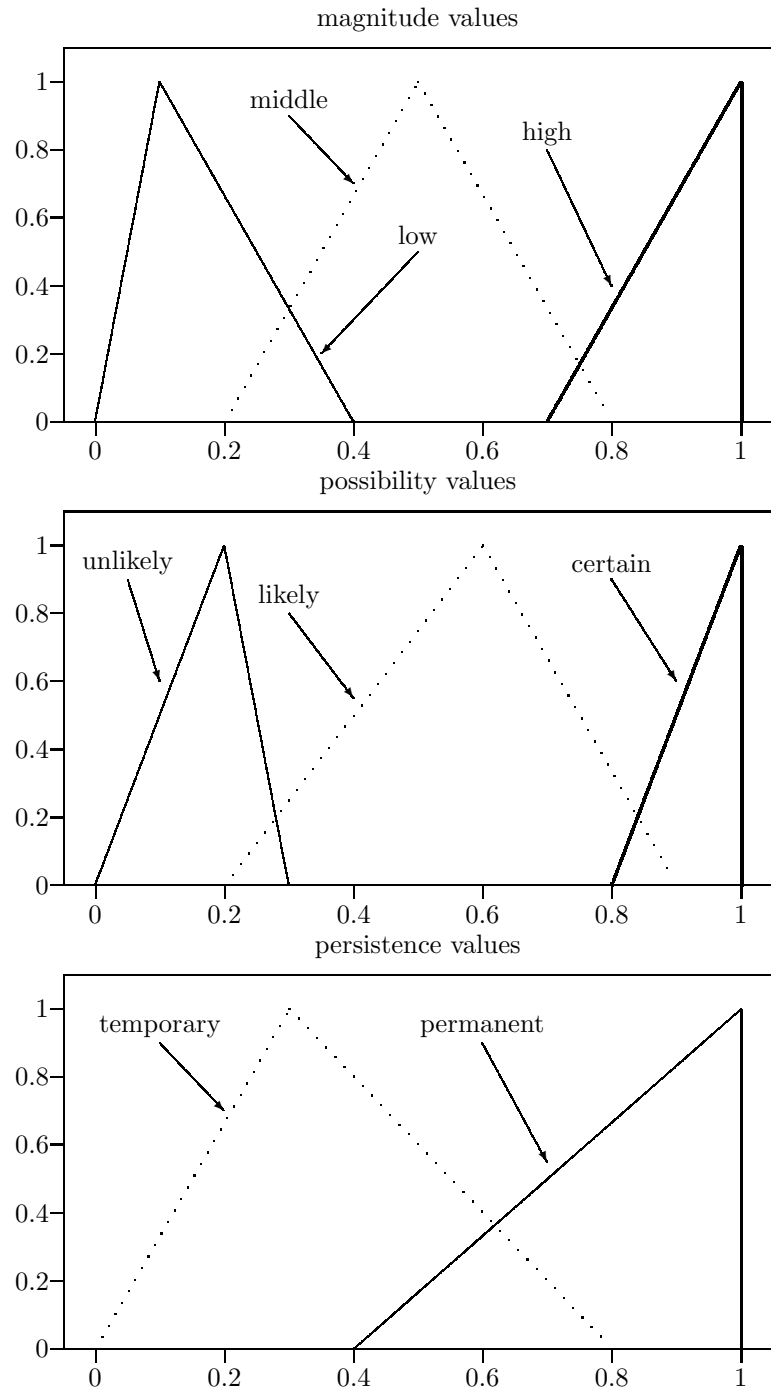 magnitude values
1
middle
high
0.8
0.6
low
0.4
0.2
0
0 0.2 0.4 0.6 0.8 1
possibility values
1
unlikely
certain
likely
0.8
0.6
0.4
0.2
0
0 0.2 0.4 0.6 0.8 1
persistence values
1
temporary
permanent
0.8
0.6
0.4
0.2
0
0 0.2 0.4 0.6 0.8 1